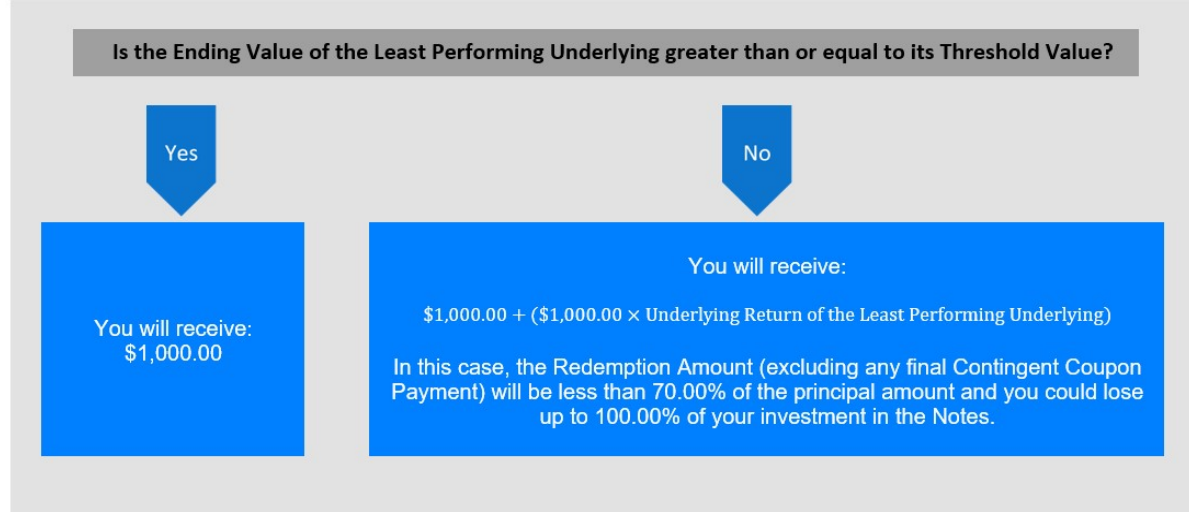 Is the Ending Value of the Least Performing Underlying greater than or equal to its Threshold Value?
Yes
No
You will receive:
$1,000.00
You will receive:
$1,000.00 + ($1,000.00 × Underlying Return of the Least Performing Underlying)
In this case, the Redemption Amount (excluding any final Contingent Coupon
Payment) will be less than 70.00% of the principal amount and you could lose
up to 100.00% of your investment in the Notes.